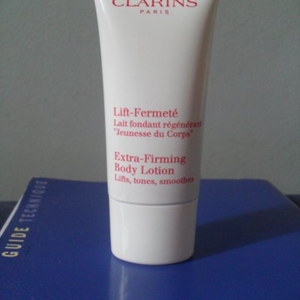 CLARINS
PARIS
Lift-Fermeté
Lait fondant régénérant
"Jeunesse du Corps"
Extra-Firming
Body Lotion
Lifts, tones, smoothes
GUIDE TECHNIQUE